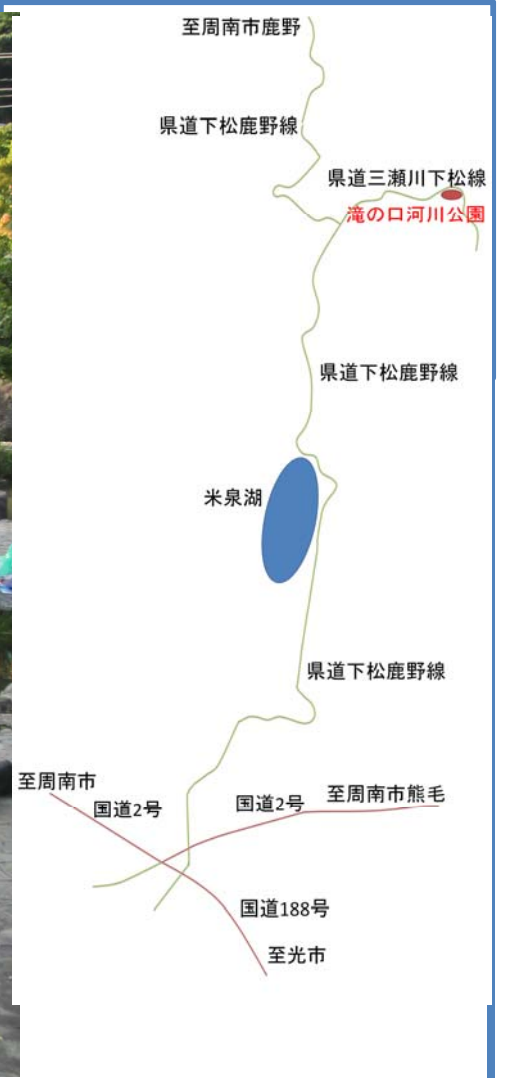 至周南市鹿野
県道下松鹿野線
県道三瀬川下松線
滝の口河川公園
県道下松鹿野線
米泉湖
県道下松鹿野線
至周南市
国道2号
国道2号
至周南市熊毛
国道188号
至光市